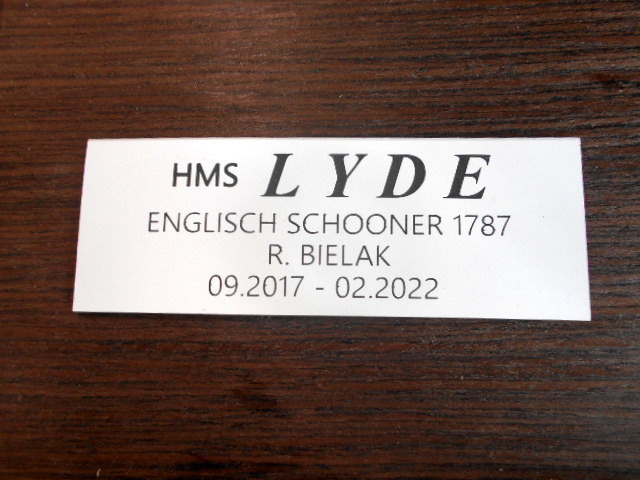 HMS LYDE
ENGLISCH SCHOONER 1787
R. BIELAK
09.2017 - 02.2022